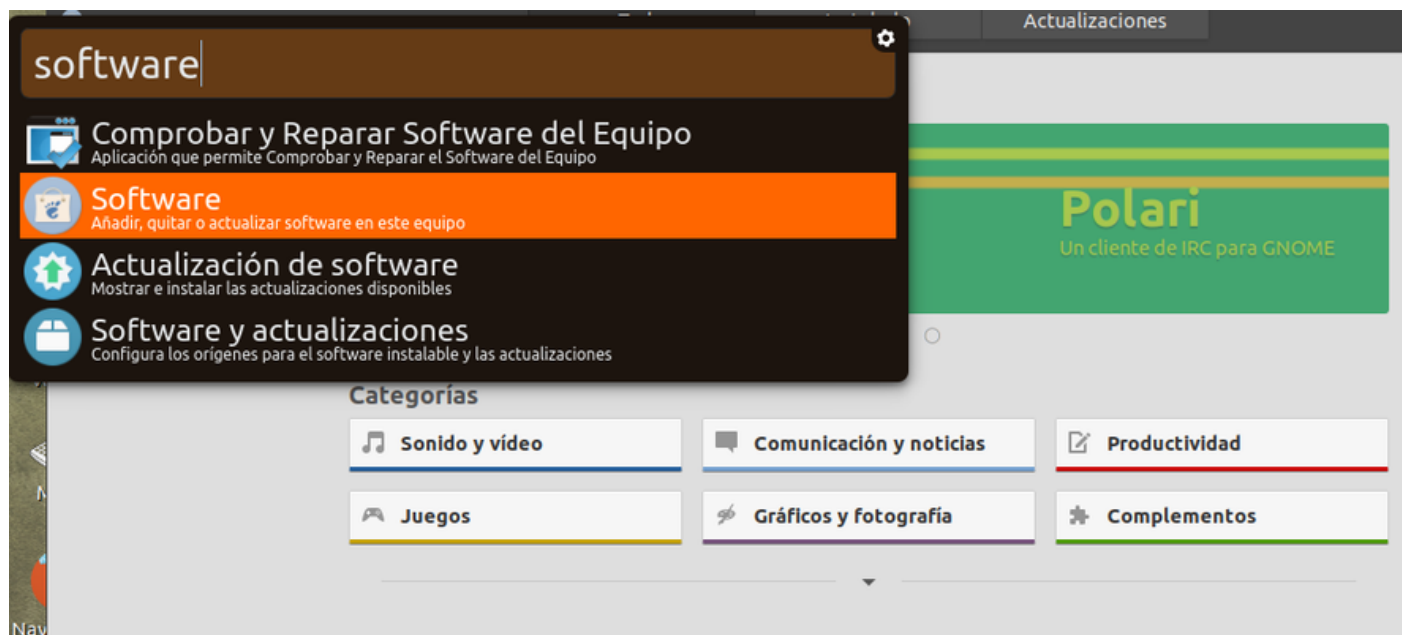 Actualizaciones
software
Comprobar y Reparar Software del Equipo
Aplicación que permite Comprobar y Reparar el Software del Equipo
Software
Añadir, quitar o actualizar software en este equipo
Actualización de software
Mostrar e instalar las actualizaciones disponibles
Software y actualizaciones
Configura los orígenes para el software instalable y las actualizaciones
Polari
Un cliente de IRC para GNOME
Categorías
Sonido y vídeo
Comunicación y noticias
Productividad
Juegos
Gráficos y fotografía
Complementos
Nav